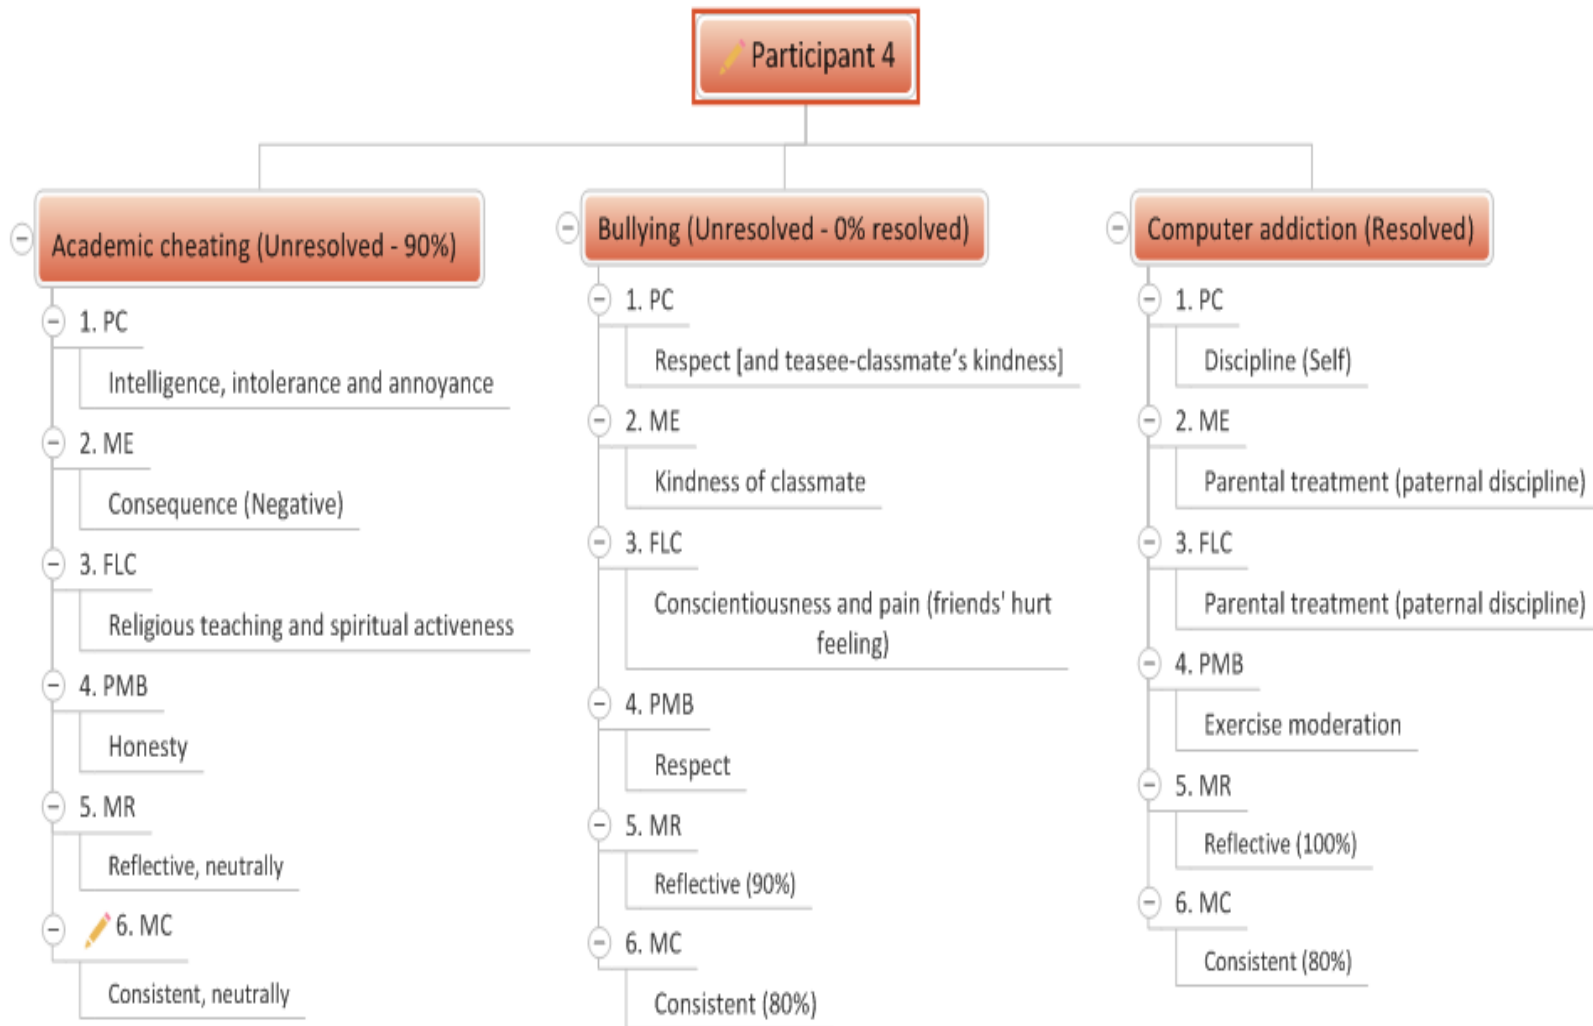 Participant 4
Academic cheating (Unresolved - 90%)
1. PC
Intelligence, intolerance and annoyance
2. ME
Consequence (Negative)
3. FLC
Religious teaching and spiritual activeness
4. PMB
Honesty
5. MR
Reflective, neutrally
6. MC
Consistent, neutrally
Bullying (Unresolved - 0% resolved)
1. PC
Respect [and teasee-classmate's kindness]
2. ME
Kindness of classmate
3. FLC
Conscientiousness and pain (friends' hurt
feeling)
4. PMB
Respect
5. MR
Reflective (90%)
6. MC
Consistent (80%)
Computer addiction (Resolved)
1. PC
Discipline (Self)
2. ME
Parental treatment (paternal discipline)
3. FLC
Parental treatment (paternal discipline)
4. PMB
Exercise moderation
5. MR
Reflective (100%)
6. MC
Consistent (80%)